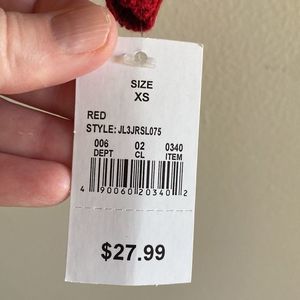 SIZE
XS
RED
STYLE: JL3JRSL075
006 02 0340
DEPT CL ITEM
4 90060 20340 2
$27.99